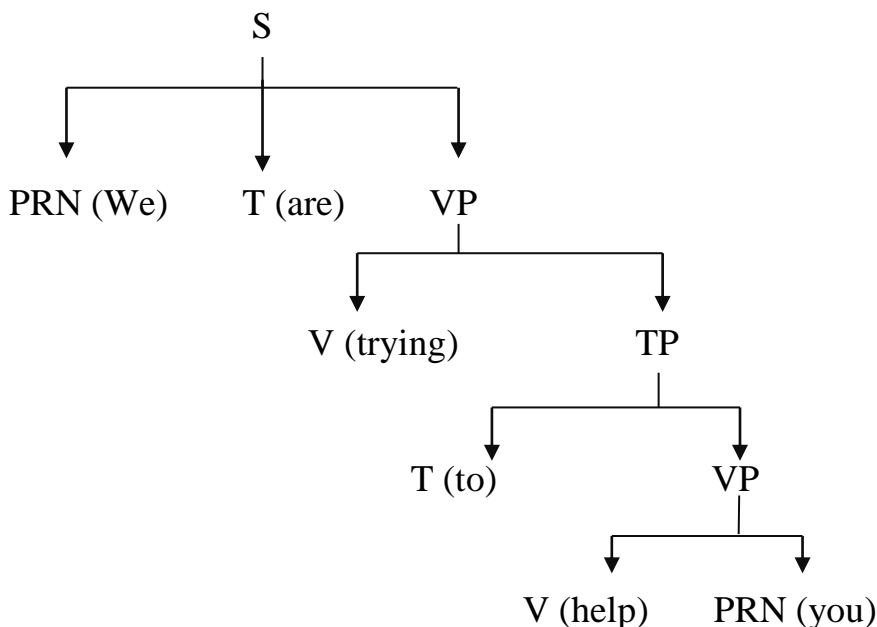 S
PRN (We) T (are) VP
V (trying) TP
T (to) VP
V (help) PRN (you)